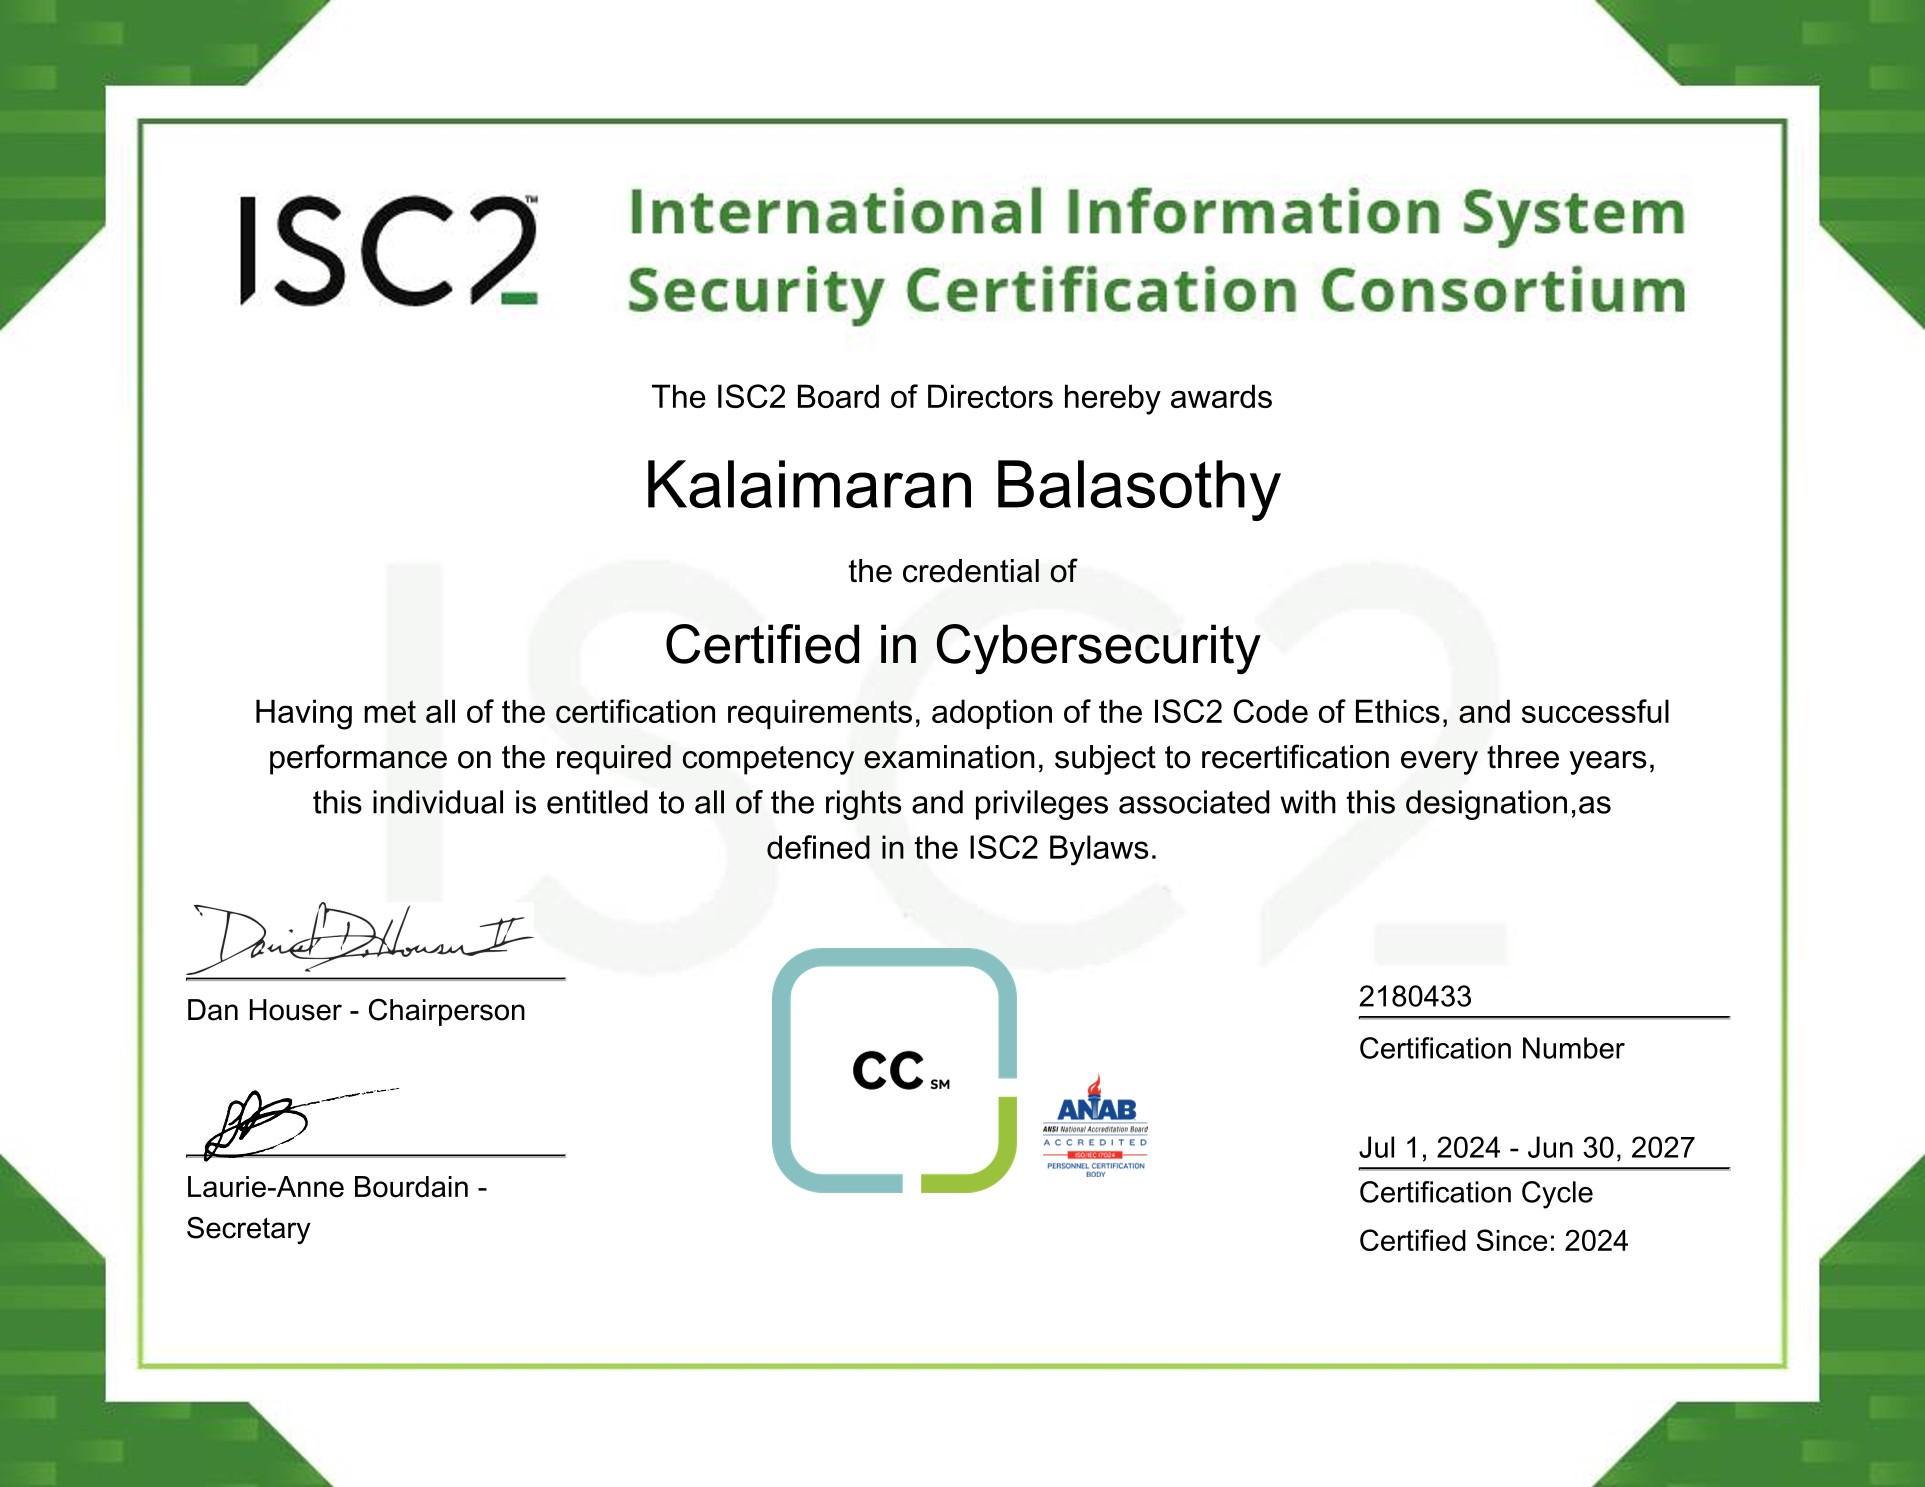 ISC2™
International Information System
Security Certification Consortium
The ISC2 Board of Directors hereby awards
Kalaimaran Balasothy
the credential of
Certified in Cybersecurity
Having met all of the certification requirements, adoption of the ISC2 Code of Ethics, and successful
performance on the required competency examination, subject to recertification every three years,
this individual is entitled to all of the rights and privileges associated with this designation,as
defined in the ISC2 Bylaws.
ISC2
David D. Houser II
Dan Houser - Chairperson
Laurie-Anne Bourdain -
Secretary
CC SM
ANAB
ANSI National Accreditation Board
ACCREDITED
ISO/IEC 17024
PERSONNEL CERTIFICATION
BODY
2180433
Certification Number
Jul 1, 2024 - Jun 30, 2027
Certification Cycle
Certified Since: 2024